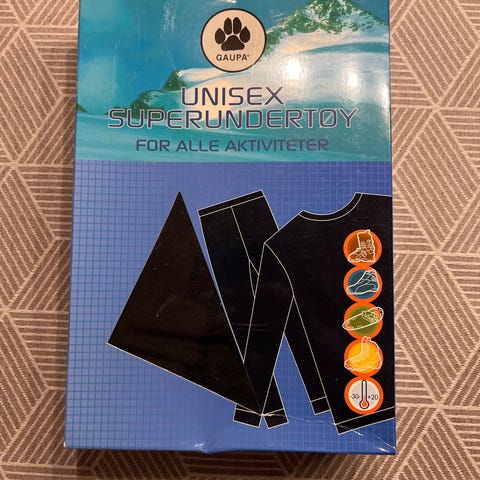 GAUPA®
UNISEX
SUPERUNDERTØY
FOR ALLE AKTIVITETER
-30- +20